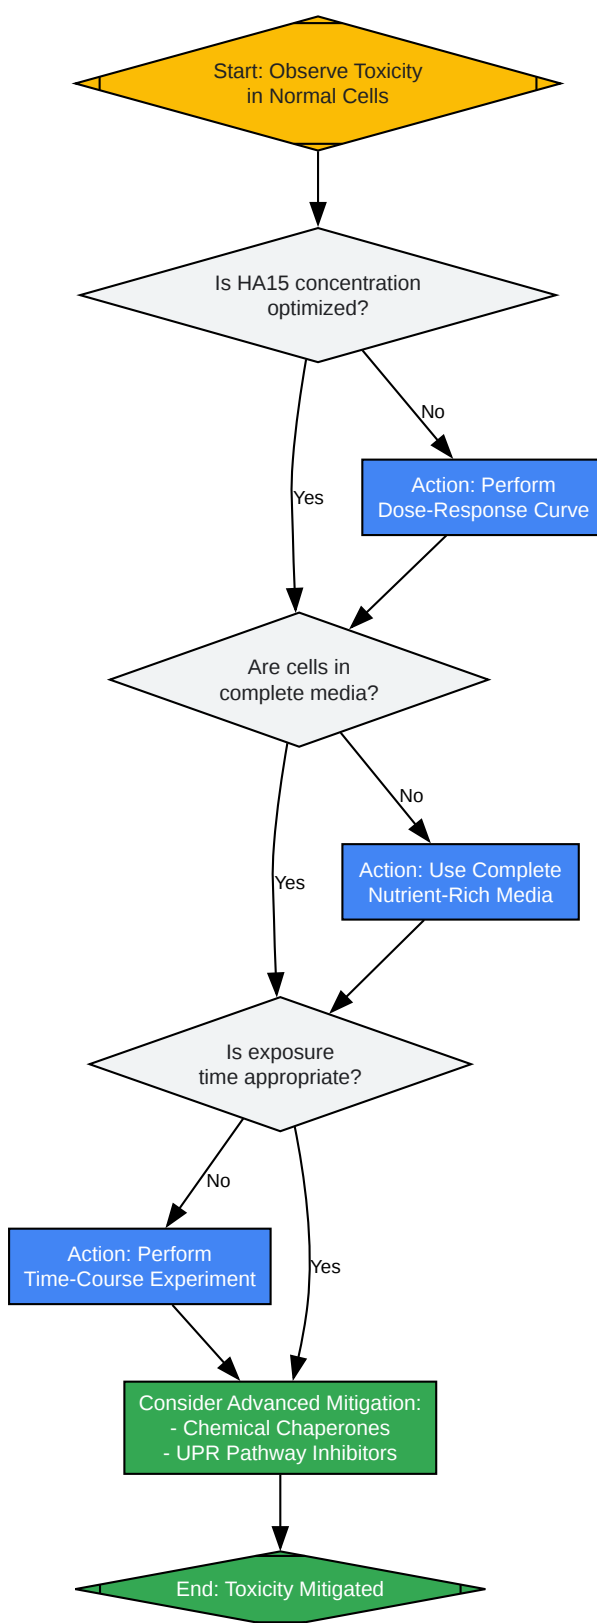 Start: Observe Toxicity
in Normal Cells
Is HA15 concentration
optimized?
No
Action: Perform
Dose-Response Curve
Yes
Are cells in
complete media?
No
Action: Use Complete
Nutrient-Rich Media
Yes
Is exposure
time appropriate?
No
Action: Perform
Time-Course Experiment
Yes
Consider Advanced Mitigation:
- Chemical Chaperones
- UPR Pathway Inhibitors
End: Toxicity Mitigated